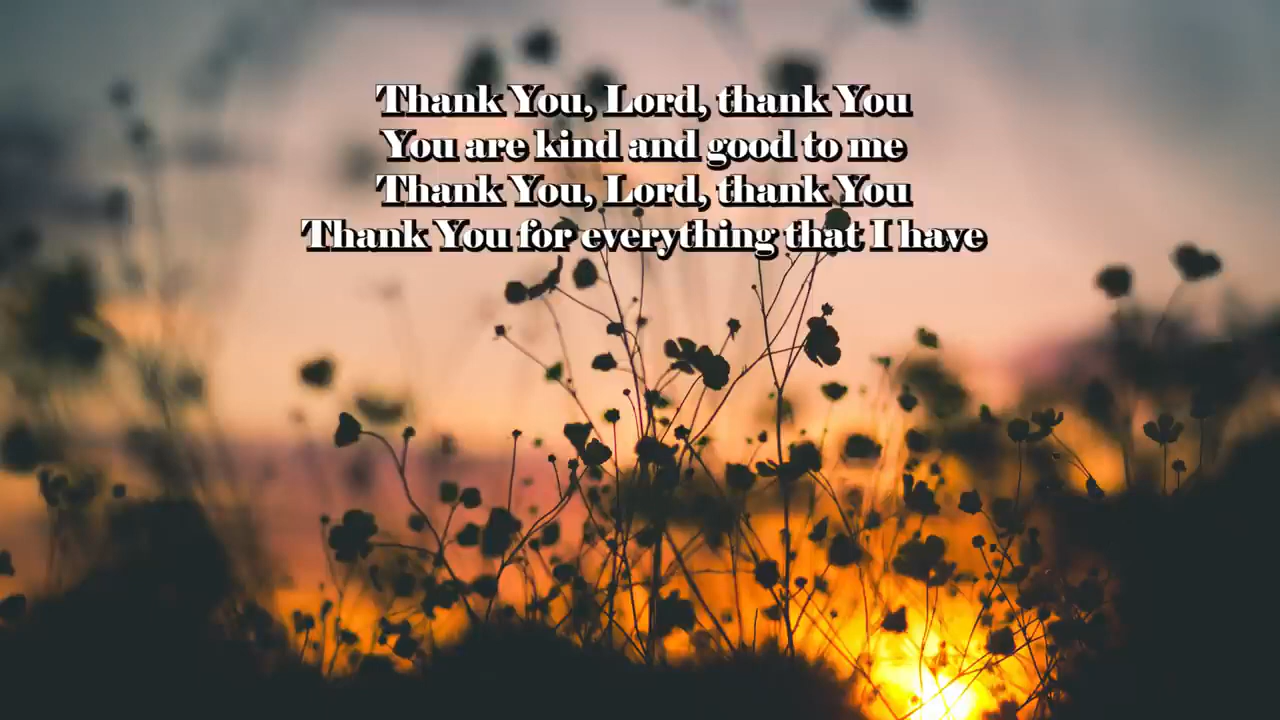 Thank You, Lord, thank You
You are kind and good to me
Thank You, Lord, thank You
Thank You for everything that I have